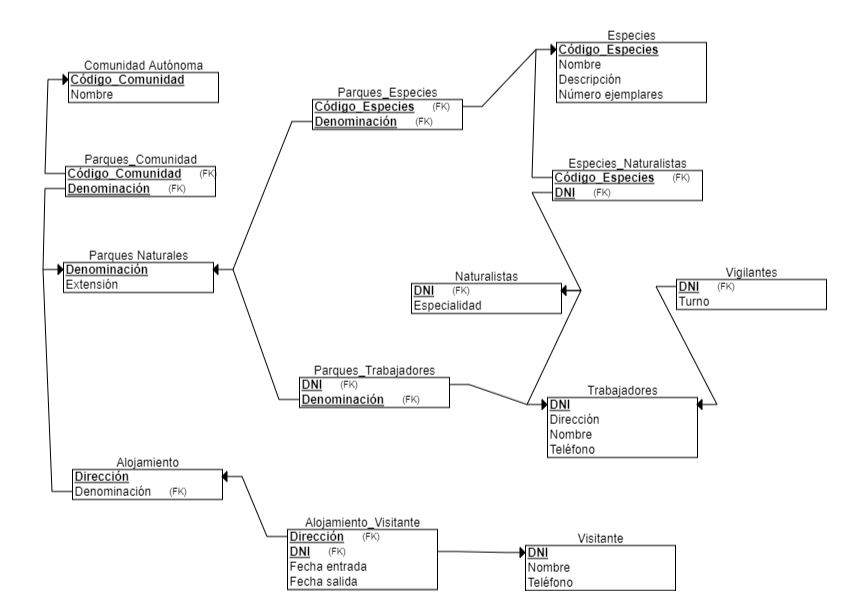 Comunidad Autónoma
Código_Comunidad
Nombre
Parques_Comunidad
Código_Comunidad (FK)
Denominación (FK)
Parques Naturales
Denominación
Extensión
Alojamiento
Dirección
Denominación (FK)
Parques_Especies
Código_Especies (FK)
Denominación (FK)
Especies
Código_Especies
Nombre
Descripción
Número ejemplares
Especies_Naturalistas
Código_Especies (FK)
DNI (FK)
Naturalistas
DNI (FK)
Especialidad
Vigilantes
DNI (FK)
Turno
Parques_Trabajadores
DNI (FK)
Denominación (FK)
Trabajadores
DNI
Dirección
Nombre
Teléfono
Alojamiento_Visitante
Dirección (FK)
DNI (FK)
Fecha entrada
Fecha salida
Visitante
DNI
Nombre
Teléfono